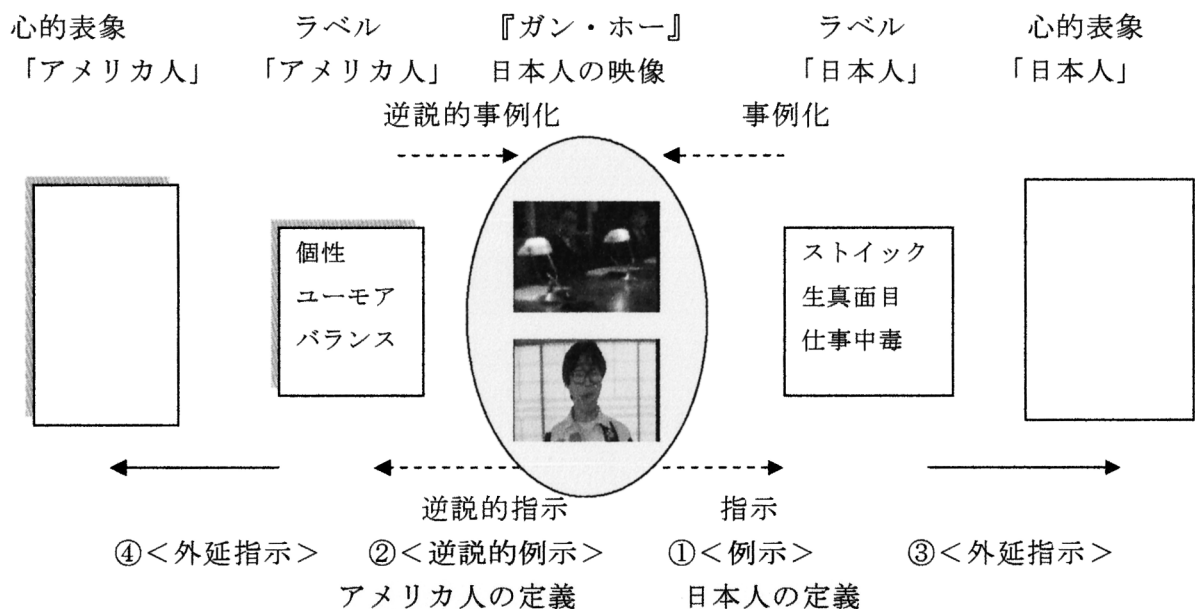 心的表象 ラベル 『ガン・ホー』 ラベル 心的表象
「アメリカ人」 「アメリカ人」 日本人の映像 「日本人」 「日本人」
逆説的事例化 事例化
個性
ユーモア
バランス
ストイック
生真面目
仕事中毒
逆説的指示 指示
④＜外延指示＞ ②＜逆説的例示＞ ①＜例示＞ ③＜外延指示＞
アメリカ人の定義 日本人の定義